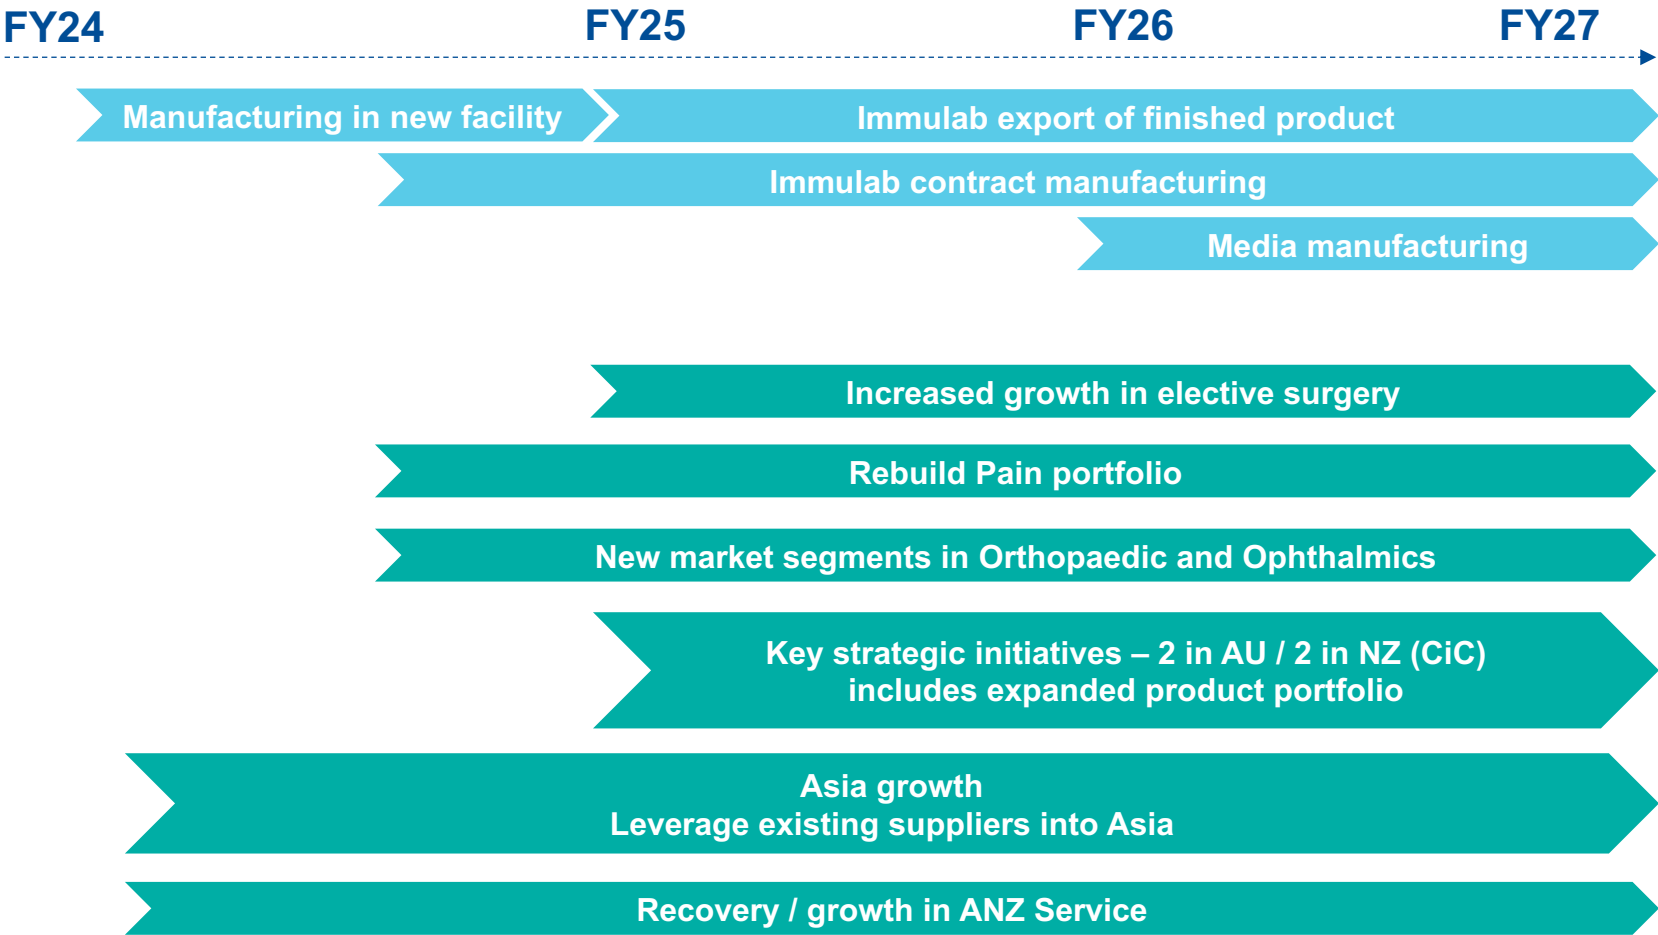 FY24 FY25 FY26 FY27
Manufacturing in new facility
Immulab export of finished product
Immulab contract manufacturing
Media manufacturing
Increased growth in elective surgery
Rebuild Pain portfolio
New market segments in Orthopaedic and Ophthalmics
Key strategic initiatives – 2 in AU / 2 in NZ (CiC)
includes expanded product portfolio
Asia growth
Leverage existing suppliers into Asia
Recovery / growth in ANZ Service